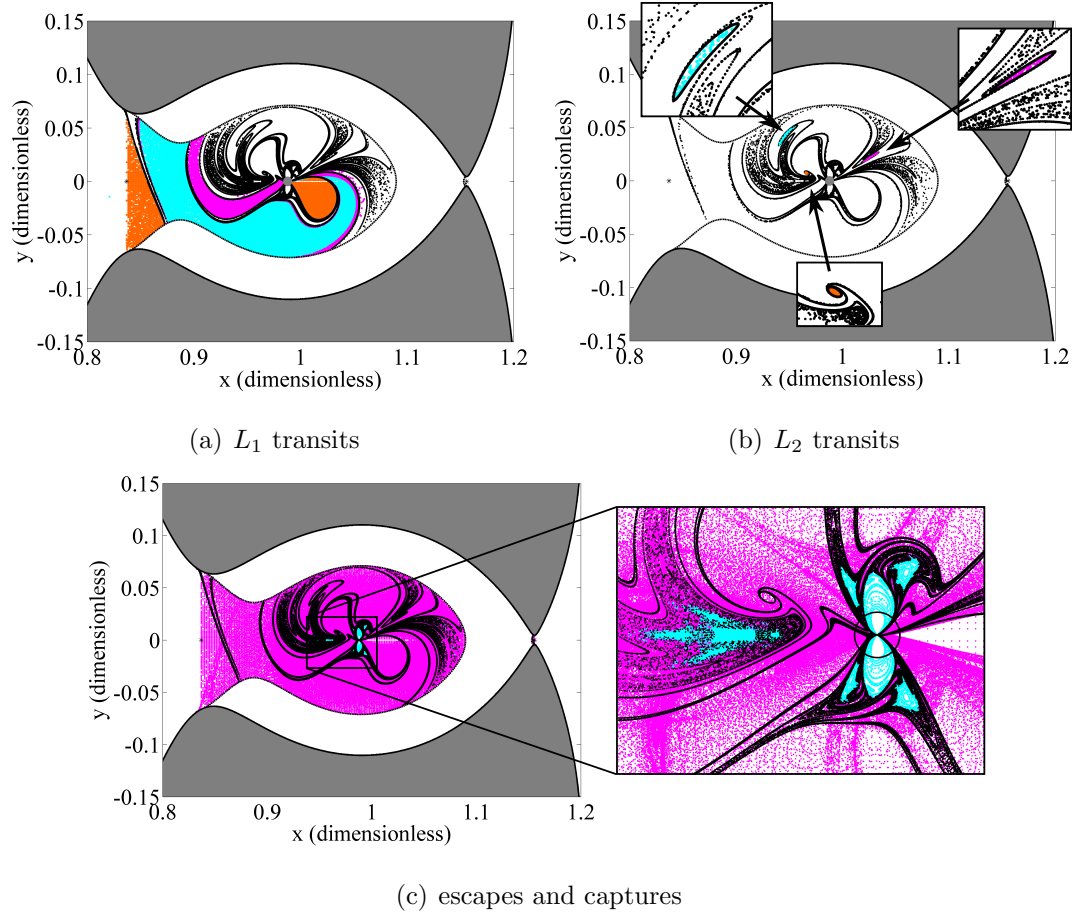 0.15
0.1
0.05
0
-0.05
-0.1
-0.15
y (dimensionless)
0.8 0.9 1 1.1 1.2
x (dimensionless)
(a) L1 transits
0.15
0.1
0.05
0
-0.05
-0.1
-0.15
y (dimensionless)
0.8 0.9 1 1.1 1.2
x (dimensionless)
(b) L2 transits
0.15
0.1
0.05
0
-0.05
-0.1
-0.15
y (dimensionless)
0.8 0.9 1 1.1 1.2
x (dimensionless)
(c) escapes and captures